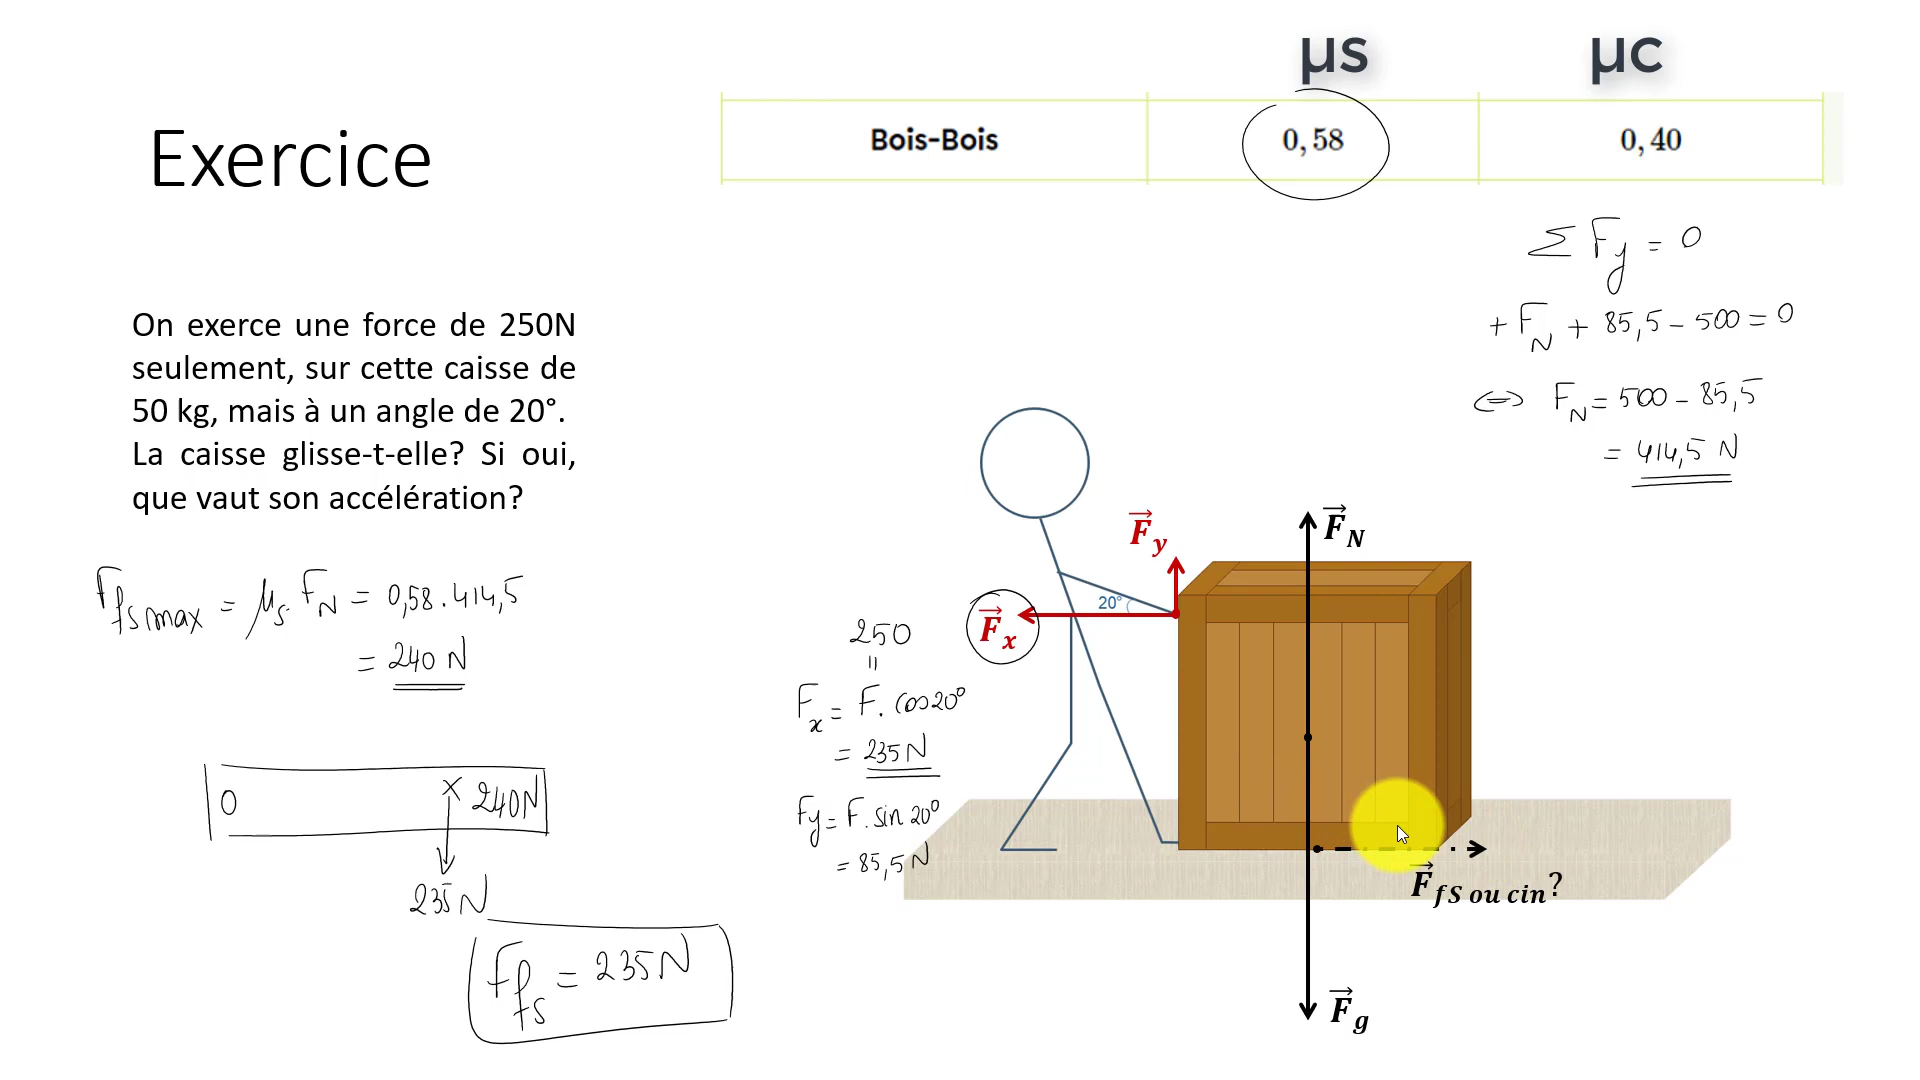 µs µc
Bois-Bois 0,58 0,40
Exercice
On exerce une force de 250N
seulement, sur cette caisse de
50 kg, mais à un angle de 20°.
La caisse glisse-t-elle? Si oui,
que vaut son accélération?
Σ Fy = 0
+ FN + 85,5 - 500 = 0
<=> FN = 500 - 85,5
= 414,5 N
Ffs max = µs. FN = 0,58 . 414,5
= 240 N
0 x 240N
235 N
Ffs = 235N
250
=
Fx = F. cos 20°
= 235N
Fy = F. sin 20°
= 85,5 N
Fy
Fx
20°
FN
FfS ou cin?
Fg